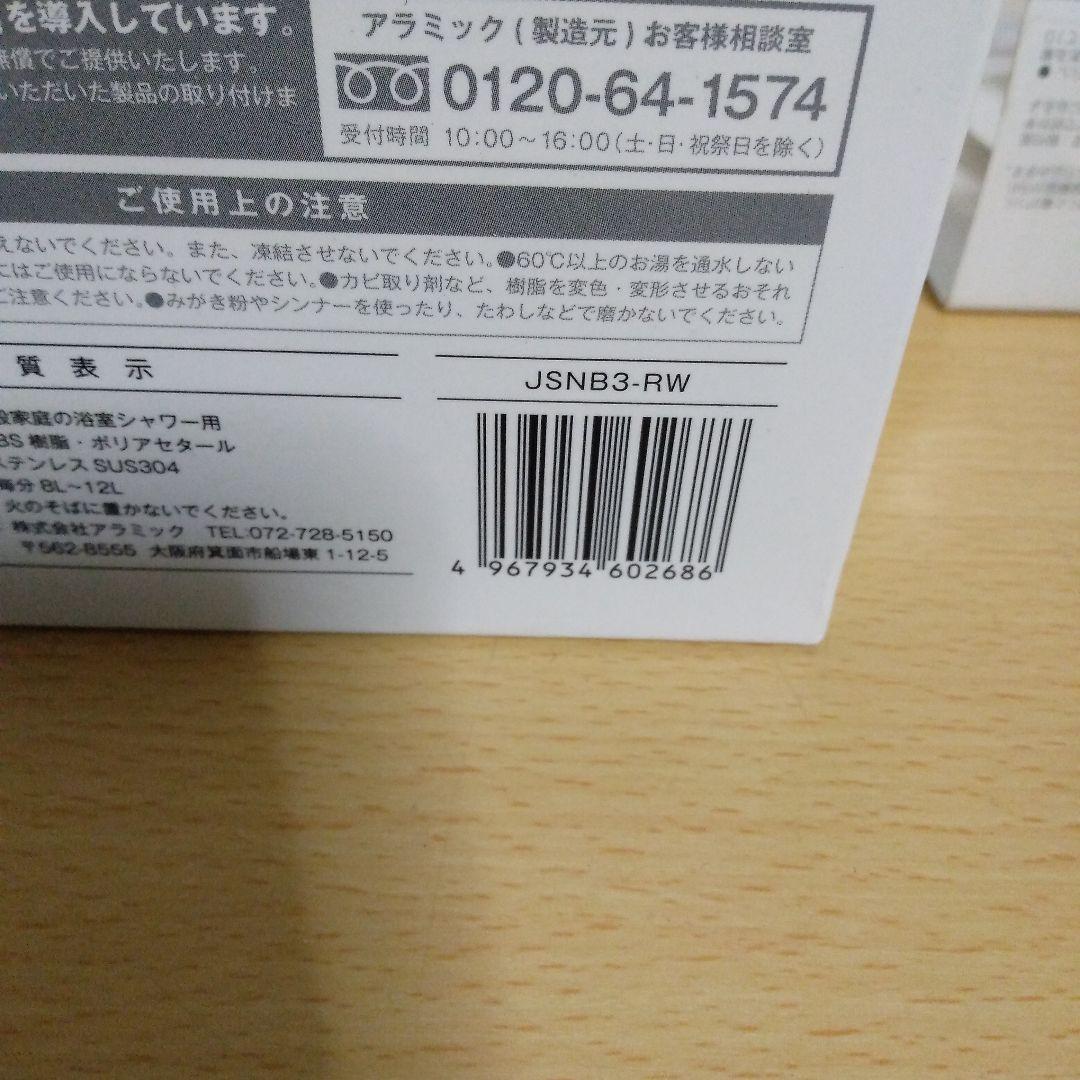 を導入しています。
無償でご提供いたします。
いただいた製品の取り付けま
アラミック(製造元)お客様相談室
0120-64-1574
受付時間 10:00〜16:00(土・日・祝祭日を除く)
ご使用上の注意
えないでください。また、凍結させないでください。●60℃以上のお湯を通水しない
にはご使用にならないでください。●カビ取り剤など、樹脂を変色・変形させるおそれ
ご注意ください。●みがき粉やシンナーを使ったり、たわしなどで磨かないでください。
質表示
般家庭の浴室シャワー用
BS樹脂・ポリアセタール
ステンレスSUS304
毎分8L〜12L
火のそばに置かないでください。
株式会社アラミック TEL:072-728-5150
〒562-8555 大阪府箕面市船場東1-12-5
JSNB3-RW
4 967934 602686